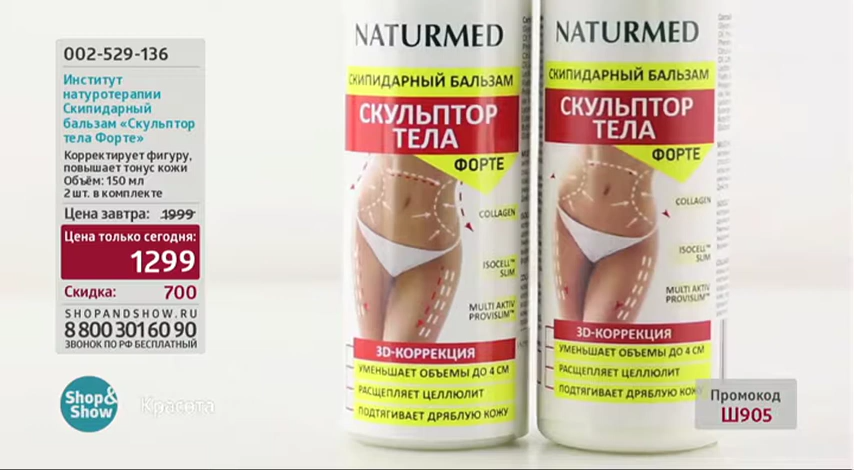 002-529-136
Институт
натуротерапии
Скипидарный
бальзам «Скульптор
тела Форте»
Корректирует фигуру,
повышает тонус кожи
Объём: 150 мл
2 шт. в комплекте
Цена завтра: 1999
Цена только сегодня:
1299
Скидка: 700
SHOPANDSHOW.RU
8 800 301 60 90
ЗВОНОК ПО РФ БЕСПЛАТНЫЙ
Shop&
Show
Красота
NATURMED
СКИПИДАРНЫЙ БАЛЬЗАМ
СКУЛЬПТОР
ТЕЛА
ФОРТЕ
COLLAGEN
ISOCELL™
SLIM
MULTI AKTIV
PROVISLIM™
3D-КОРРЕКЦИЯ
УМЕНЬШАЕТ ОБЪЕМЫ ДО 4 СМ
РАСЩЕПЛЯЕТ ЦЕЛЛЮЛИТ
ПОДТЯГИВАЕТ ДРЯБЛУЮ КОЖУ
NATURMED
СКИПИДАРНЫЙ БАЛЬЗАМ
СКУЛЬПТОР
ТЕЛА
ФОРТЕ
COLLAGEN
ISOCELL™
SLIM
MULTI AKTIV
PROVISLIM™
3D-КОРРЕКЦИЯ
УМЕНЬШАЕТ ОБЪЕМЫ ДО 4 СМ
РАСЩЕПЛЯЕТ ЦЕЛЛЮЛИТ
ПОДТЯГИВАЕТ ДРЯБЛУЮ КОЖУ
Промокод
Ш905